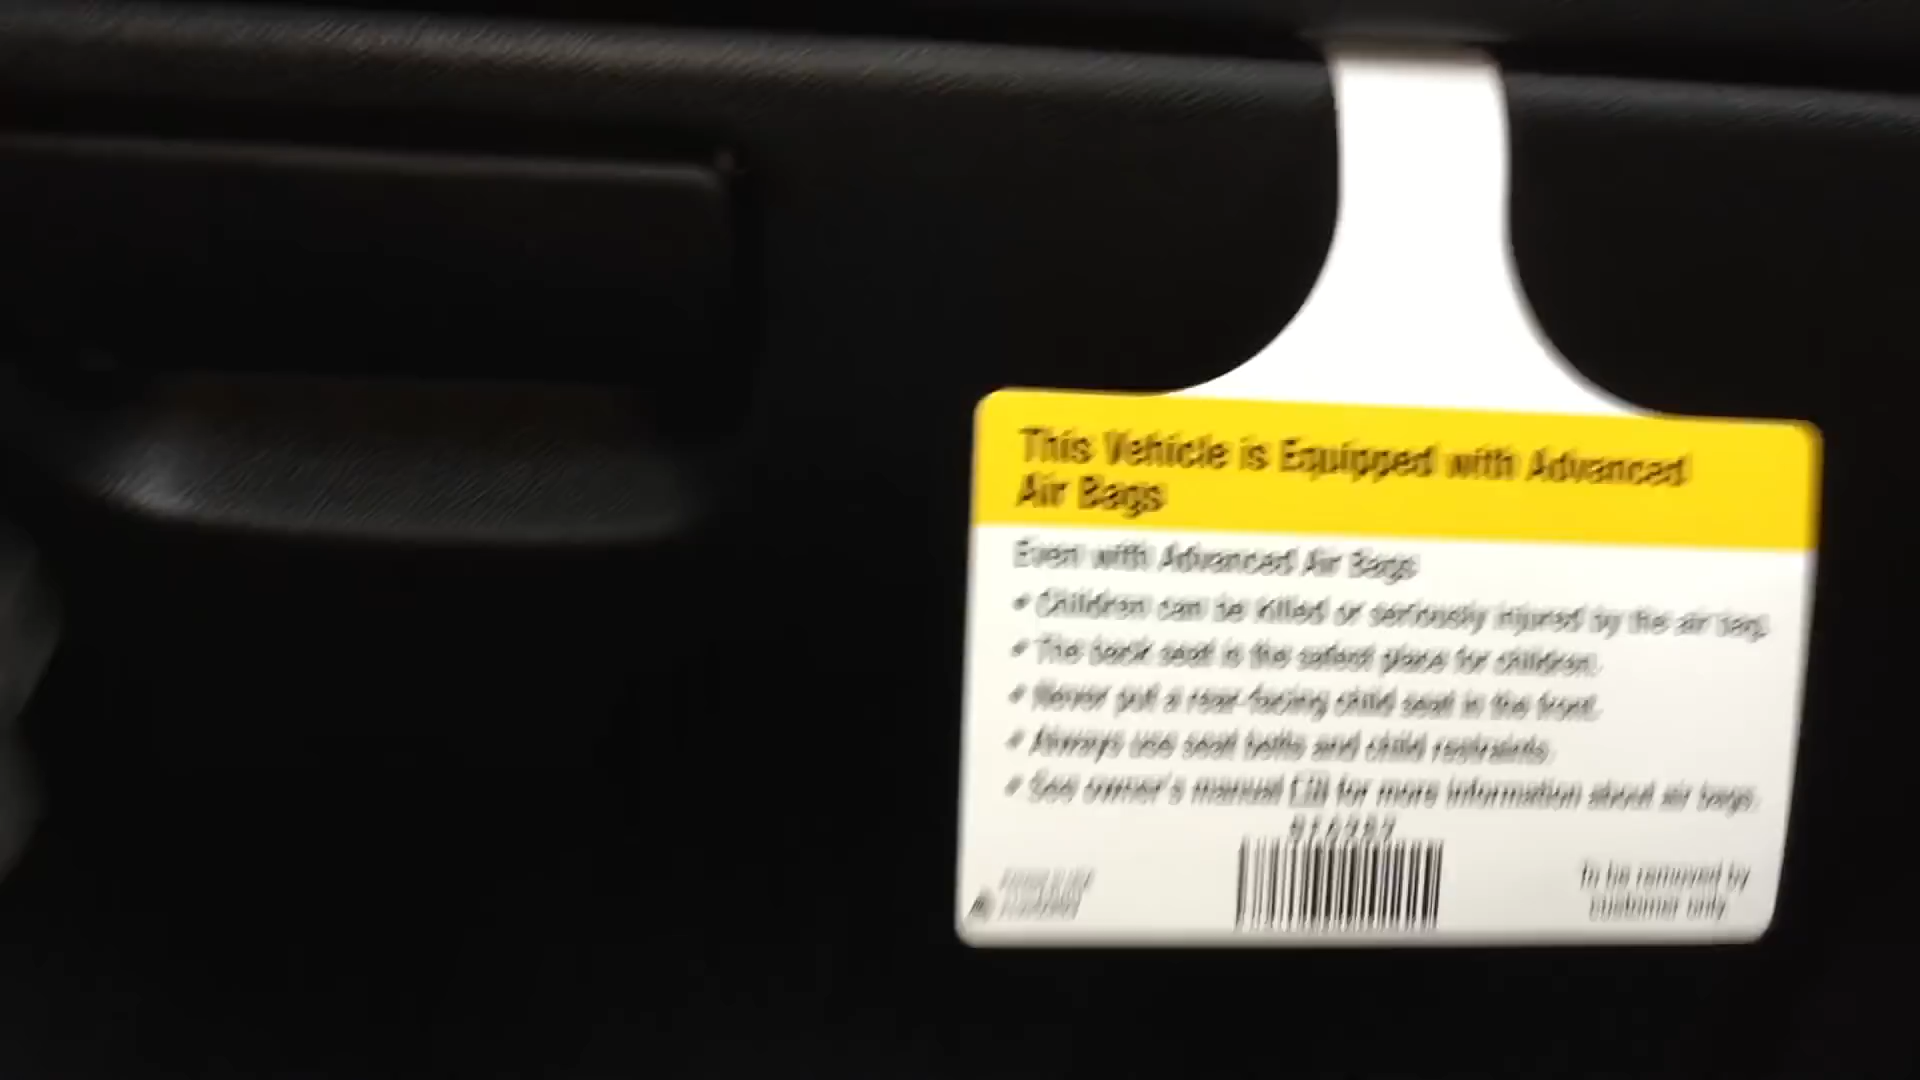 This Vehicle is Equipped with Advanced
Air Bags
Even with Advanced Air Bags
• Children can be killed or seriously injured by the air bag.
• The back seat is the safest place for children.
• Never put a rear-facing child seat in the front.
• Always use seat belts and child restraints.
• See owner's manual for more information about air bags.
To be removed by
customer only